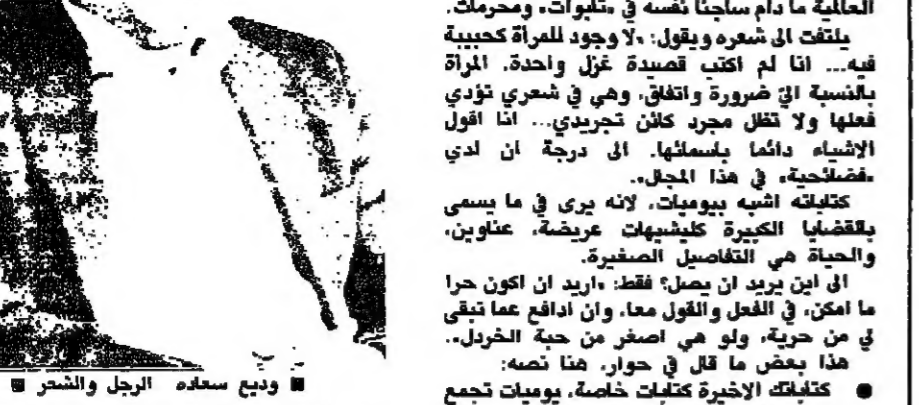 العالمية ما دام ساجنا نفسه في «تابوات» ومحرمات.
يلتفت الى شعره ويقول: «لا وجود للمرأة كحبيبة
فيه... انا لم اكتب قصيدة غزل واحدة. المرأة
بالنسبة الي ضرورة واتفاق، وهي في شعري تؤدي
فعلها ولا تظل مجرد كائن تجريدي... انا اقول
الاشياء دائما باسمائها. الى درجة ان لدي
«فضائحية» في هذا المجال».
كتاباته اشبه بيوميات، لانه يرى في ما يسمى
بالقضايا الكبيرة كليشيهات عريضة، عناوين،
والحياة هي التفاصيل الصغيرة.
الى اين يريد ان يصل؟ فقط: «اريد ان اكون حرا
ما امكن، في الفعل والقول معا، وان ادافع عما تبقى
لي من حرية، ولو هي اصغر من حبة الخردل».
هذا بعض ما قال في حوار، هنا نصه:
● كتاباتك الاخيرة كتابات خاصة، يوميات تجمع
■ وديع سعاده الرجل والشعر ■